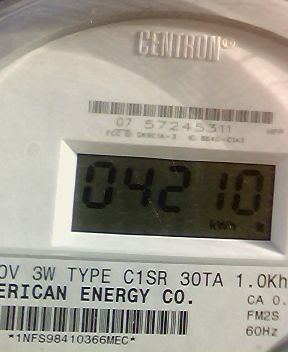 CENTRON®
07 57245311
04210
kWh
0V 3W TYPE C1SR 30TA 1.0Kh
ERICAN ENERGY CO.
CA 0.
FM2S
*1NFS98410366MEC*
60Hz